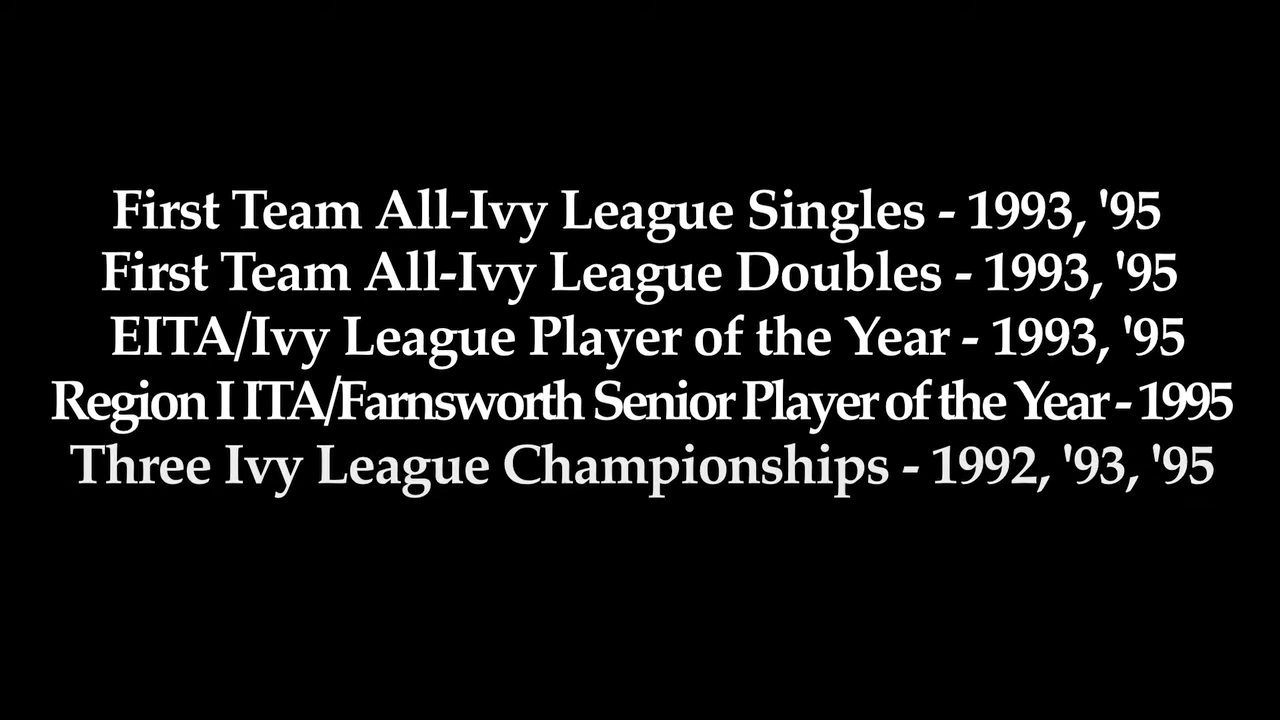 First Team All-Ivy League Singles - 1993, '95
First Team All-Ivy League Doubles - 1993, '95
EITA/Ivy League Player of the Year - 1993, '95
Region I ITA/Farnsworth Senior Player of the Year - 1995
Three Ivy League Championships - 1992, '93, '95